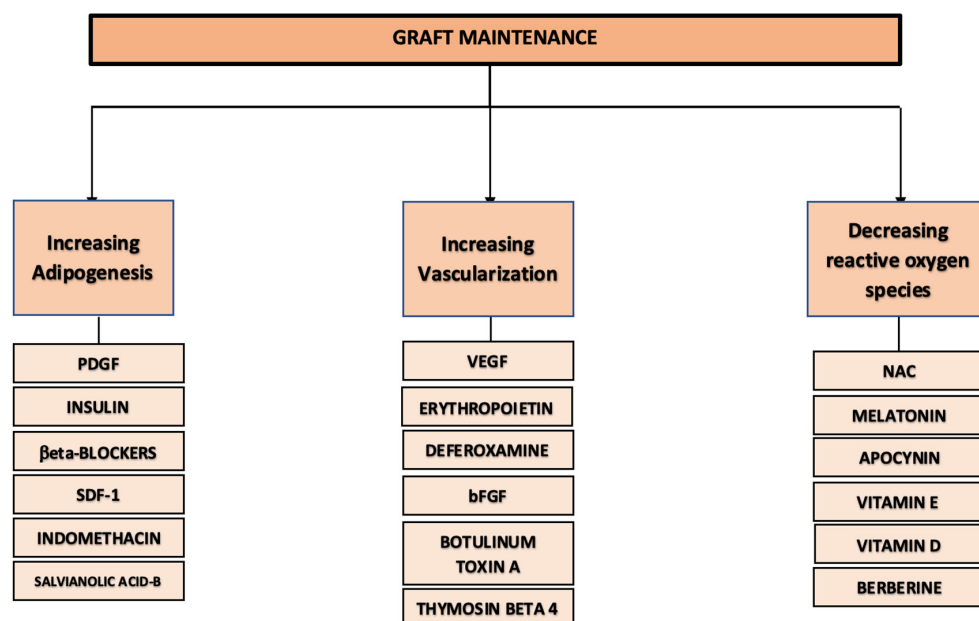 GRAFT MAINTENANCE
Increasing
Adipogenesis
PDGF
INSULIN
βeta-BLOCKERS
SDF-1
INDOMETHACIN
SALVIANOLIC ACID-B
Increasing
Vascularization
VEGF
ERYTHROPOIETIN
DEFEROXAMINE
bFGF
BOTULINUM
TOXIN A
THYMOSIN BETA 4
Decreasing
reactive oxygen
species
NAC
MELATONIN
APOCYNIN
VITAMIN E
VITAMIN D
BERBERINE